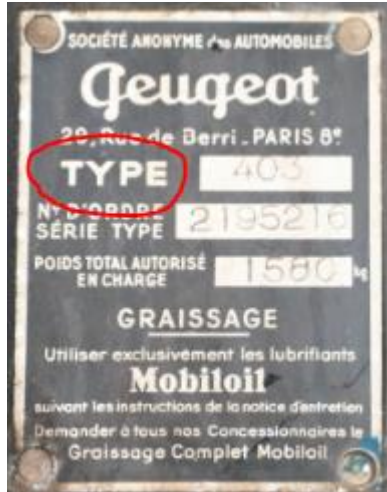 SOCIÉTÉ ANONYME des AUTOMOBILES
Peugeot
29, Rue de Berri - PARIS 8e
TYPE 403
No D'ORDRE SÉRIE TYPE 2195216
POIDS TOTAL AUTORISÉ EN CHARGE 1580 kg
GRAISSAGE
Utiliser exclusivement les lubrifiants
Mobiloil
suivant les instructions de la notice d'entretien
Demander à tous nos Concessionnaires le
Graissage Complet Mobiloil